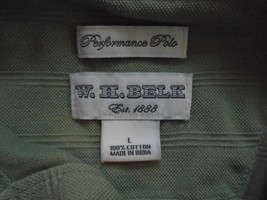 Performance Polo
W. H. BELK
Est. 1888
L
100% COTTON
MADE IN INDIA